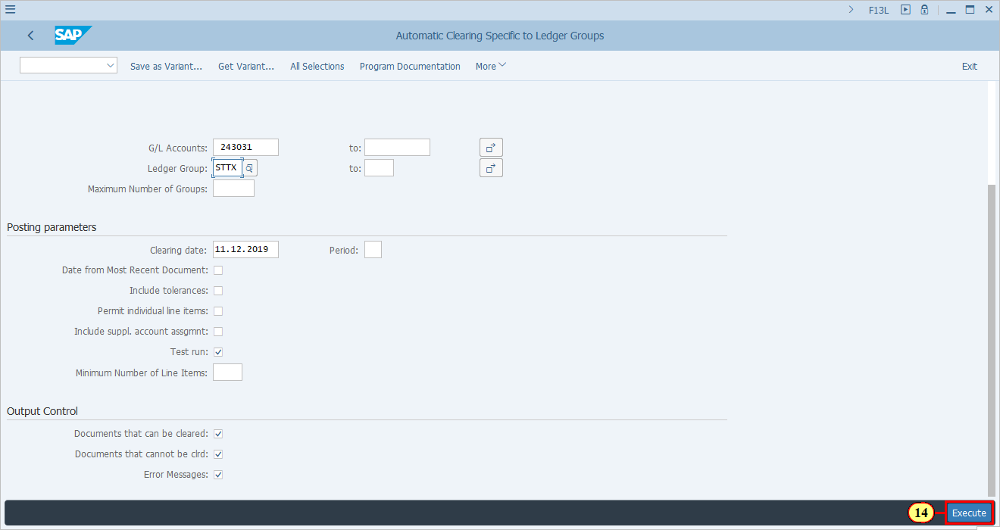 F13L
SAP Automatic Clearing Specific to Ledger Groups
Save as Variant... Get Variant... All Selections Program Documentation More Exit
G/L Accounts: 243031 to:
Ledger Group: STTX to:
Maximum Number of Groups:
Posting parameters
Clearing date: 11.12.2019 Period:
Date from Most Recent Document:
Include tolerances:
Permit individual line items:
Include suppl. account assgmnt:
Test run:
Minimum Number of Line Items:
Output Control
Documents that can be cleared:
Documents that cannot be clrd:
Error Messages:
14 Execute